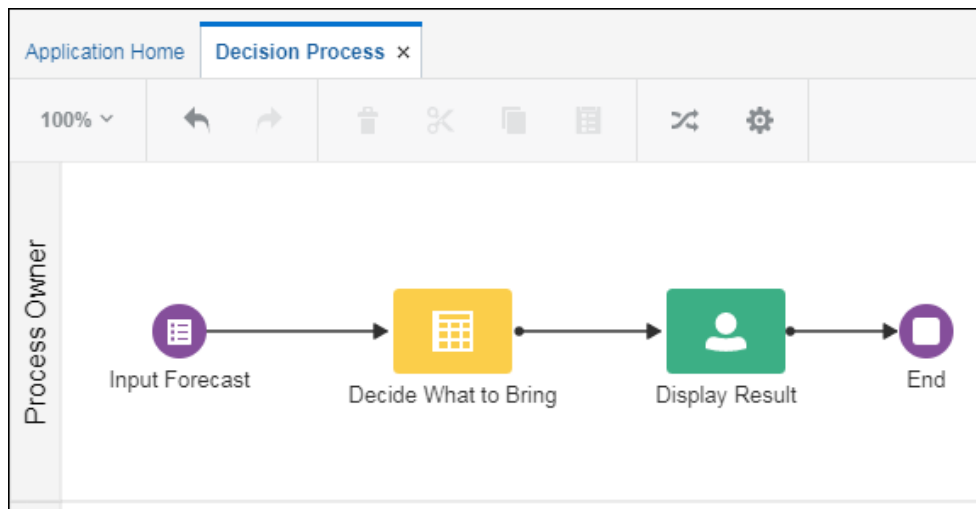 Application Home
Decision Process ×
100%
Process Owner
Input Forecast
Decide What to Bring
Display Result
End